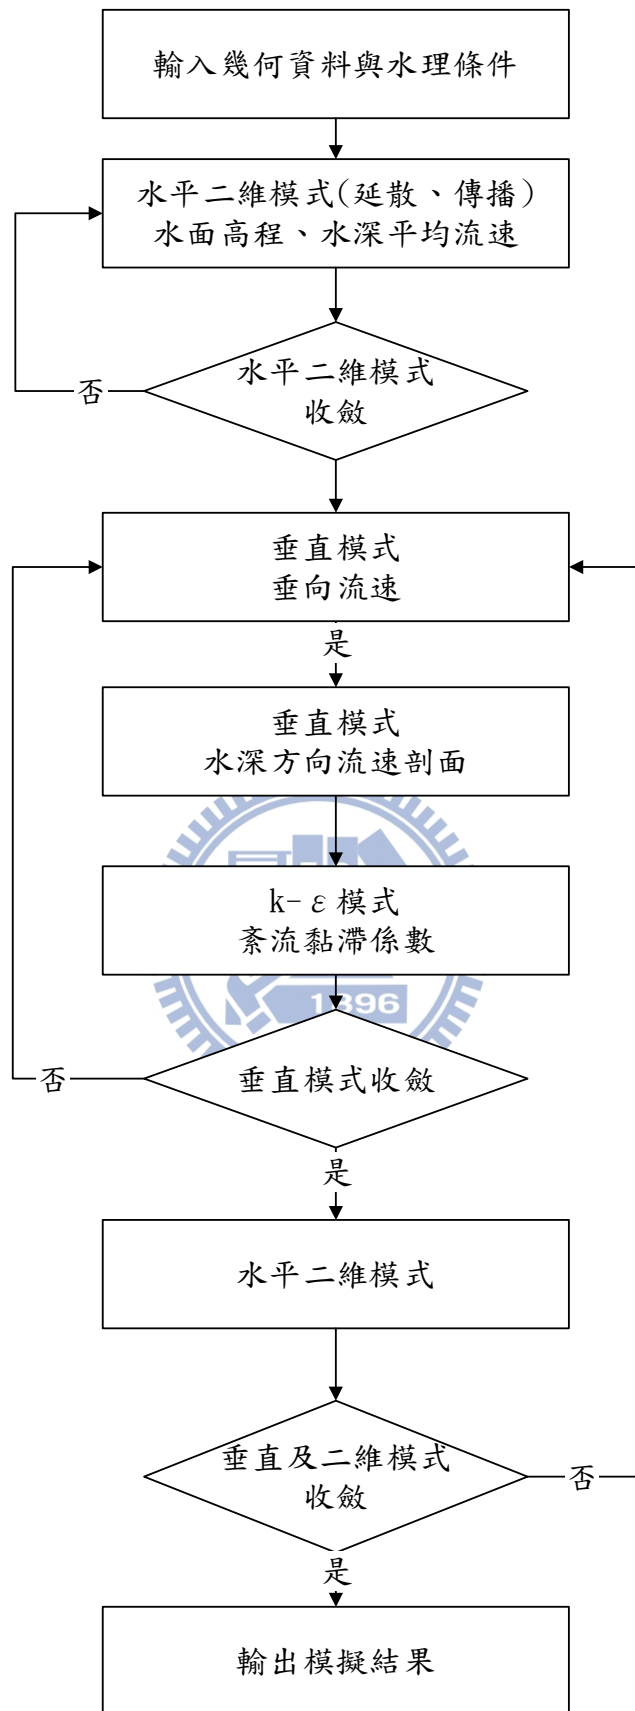 輸入幾何資料與水理條件
水平二維模式(延散、傳播)
水面高程、水深平均流速
水平二維模式
收斂
否
垂直模式
垂向流速
是
垂直模式
水深方向流速剖面
k-ε模式
紊流黏滯係數
1896
垂直模式收斂
否
是
水平二維模式
垂直及二維模式
收斂
否
是
輸出模擬結果